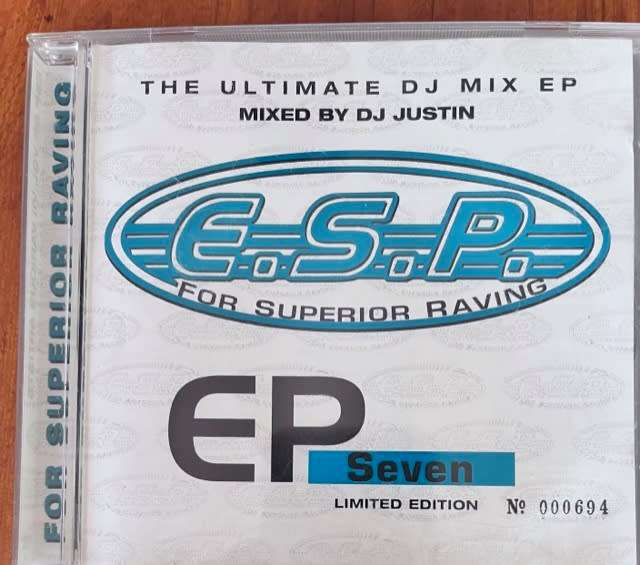 FOR SUPERIOR RAVING
THE ULTIMATE DJ MIX EP
MIXED BY DJ JUSTIN
E.S.P.
FOR SUPERIOR RAVING
EP
Seven
LIMITED EDITION Nº 000694